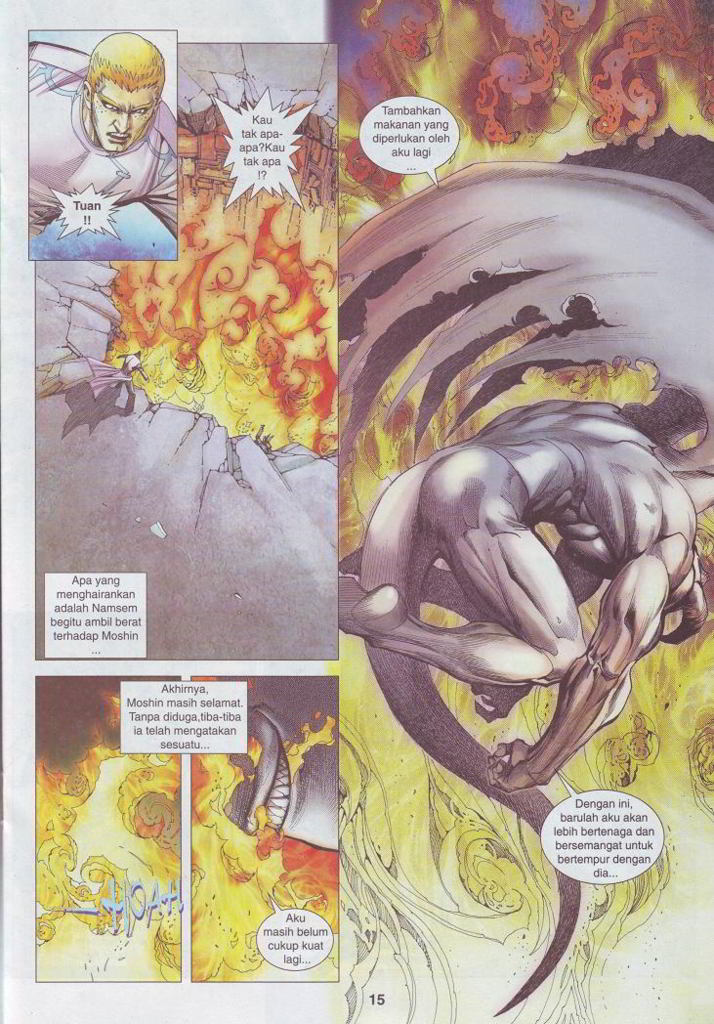 Tuan
!!
Kau
tak apa-
apa?Kau
tak apa
!?
Apa yang
menghairankan
adalah Namsem
begitu ambil berat
terhadap Moshin
...
Akhirnya,
Moshin masih selamat.
Tanpa diduga,tiba-tiba
ia telah mengatakan
sesuatu...
HOAH
Aku
masih belum
cukup kuat
lagi...
Tambahkan
makanan yang
diperlukan oleh
aku lagi
...
Dengan ini,
barulah aku akan
lebih bertenaga dan
bersemangat untuk
bertempur dengan
dia...
15